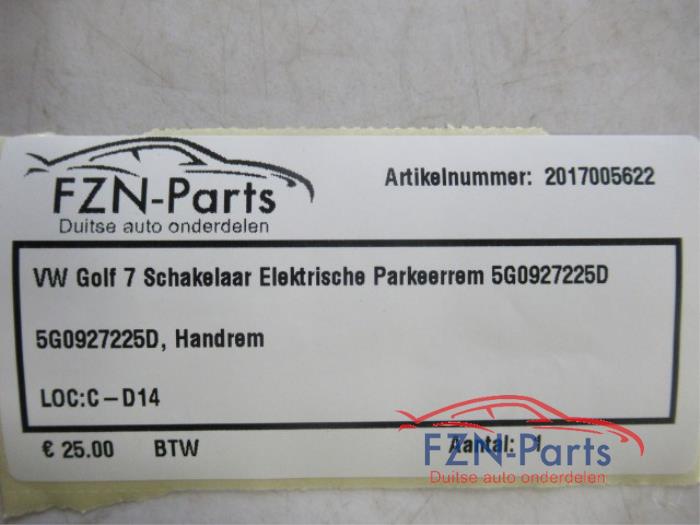 FZN-Parts
Duitse auto onderdelen
Artikelnummer: 2017005622
VW Golf 7 Schakelaar Elektrische Parkeerrem 5G0927225D
5G0927225D, Handrem
LOC:C-D14
€ 25.00 BTW Aantal: 1
FZN-Parts
Duitse auto onderdelen